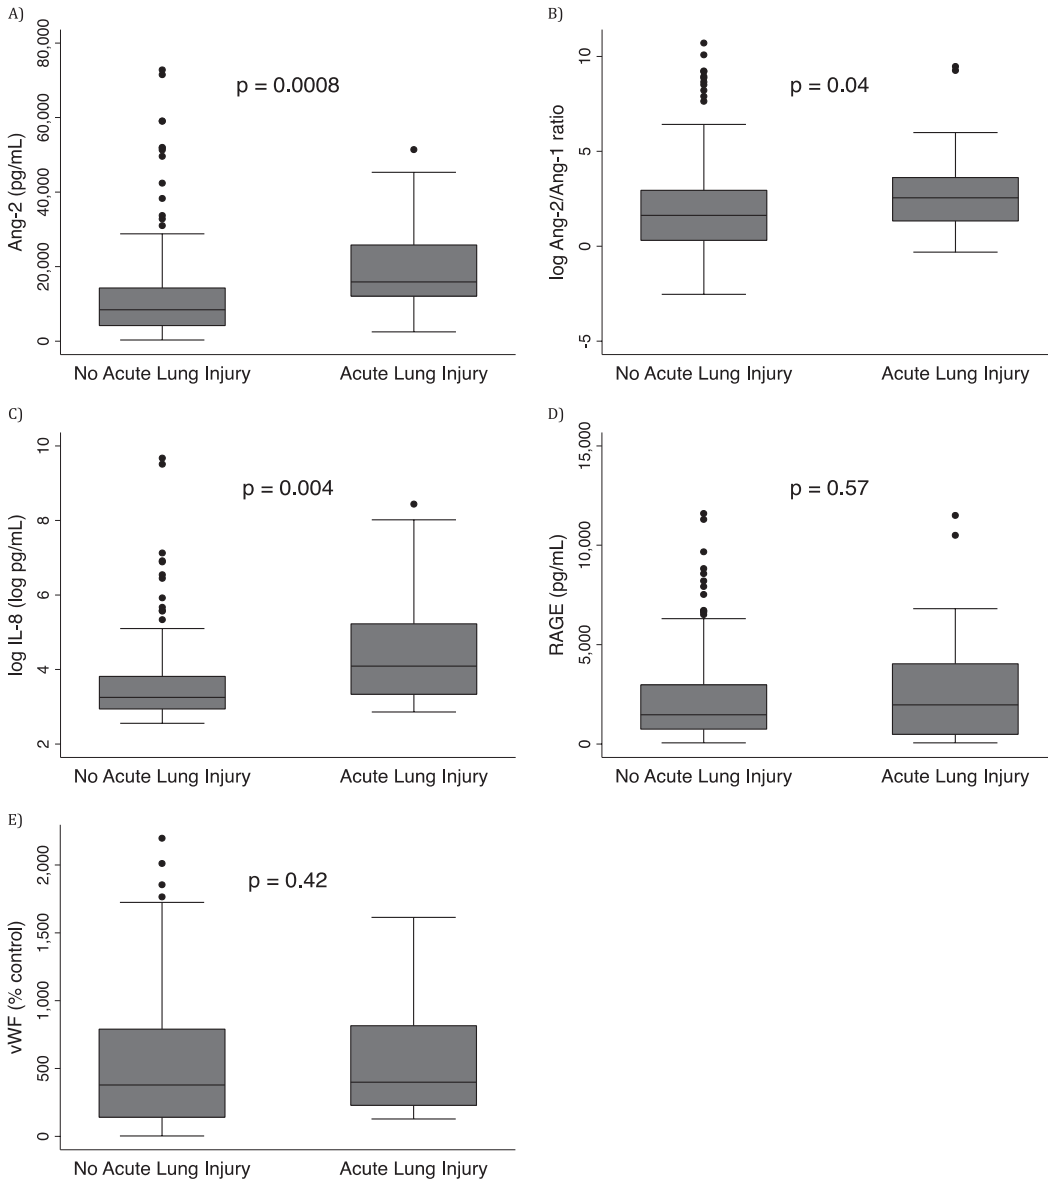 A)
Ang-2 (pg/mL)
80,000
60,000
40,000
20,000
0
p = 0.0008
No Acute Lung Injury
Acute Lung Injury
B)
log Ang-2/Ang-1 ratio
10
5
0
-5
p = 0.04
No Acute Lung Injury
Acute Lung Injury
C)
log IL-8 (log pg/mL)
10
8
6
4
2
p = 0.004
No Acute Lung Injury
Acute Lung Injury
D)
RAGE (pg/mL)
15,000
10,000
5,000
0
p = 0.57
No Acute Lung Injury
Acute Lung Injury
E)
vWF (% control)
2,000
1,500
1,000
500
0
p = 0.42
No Acute Lung Injury
Acute Lung Injury